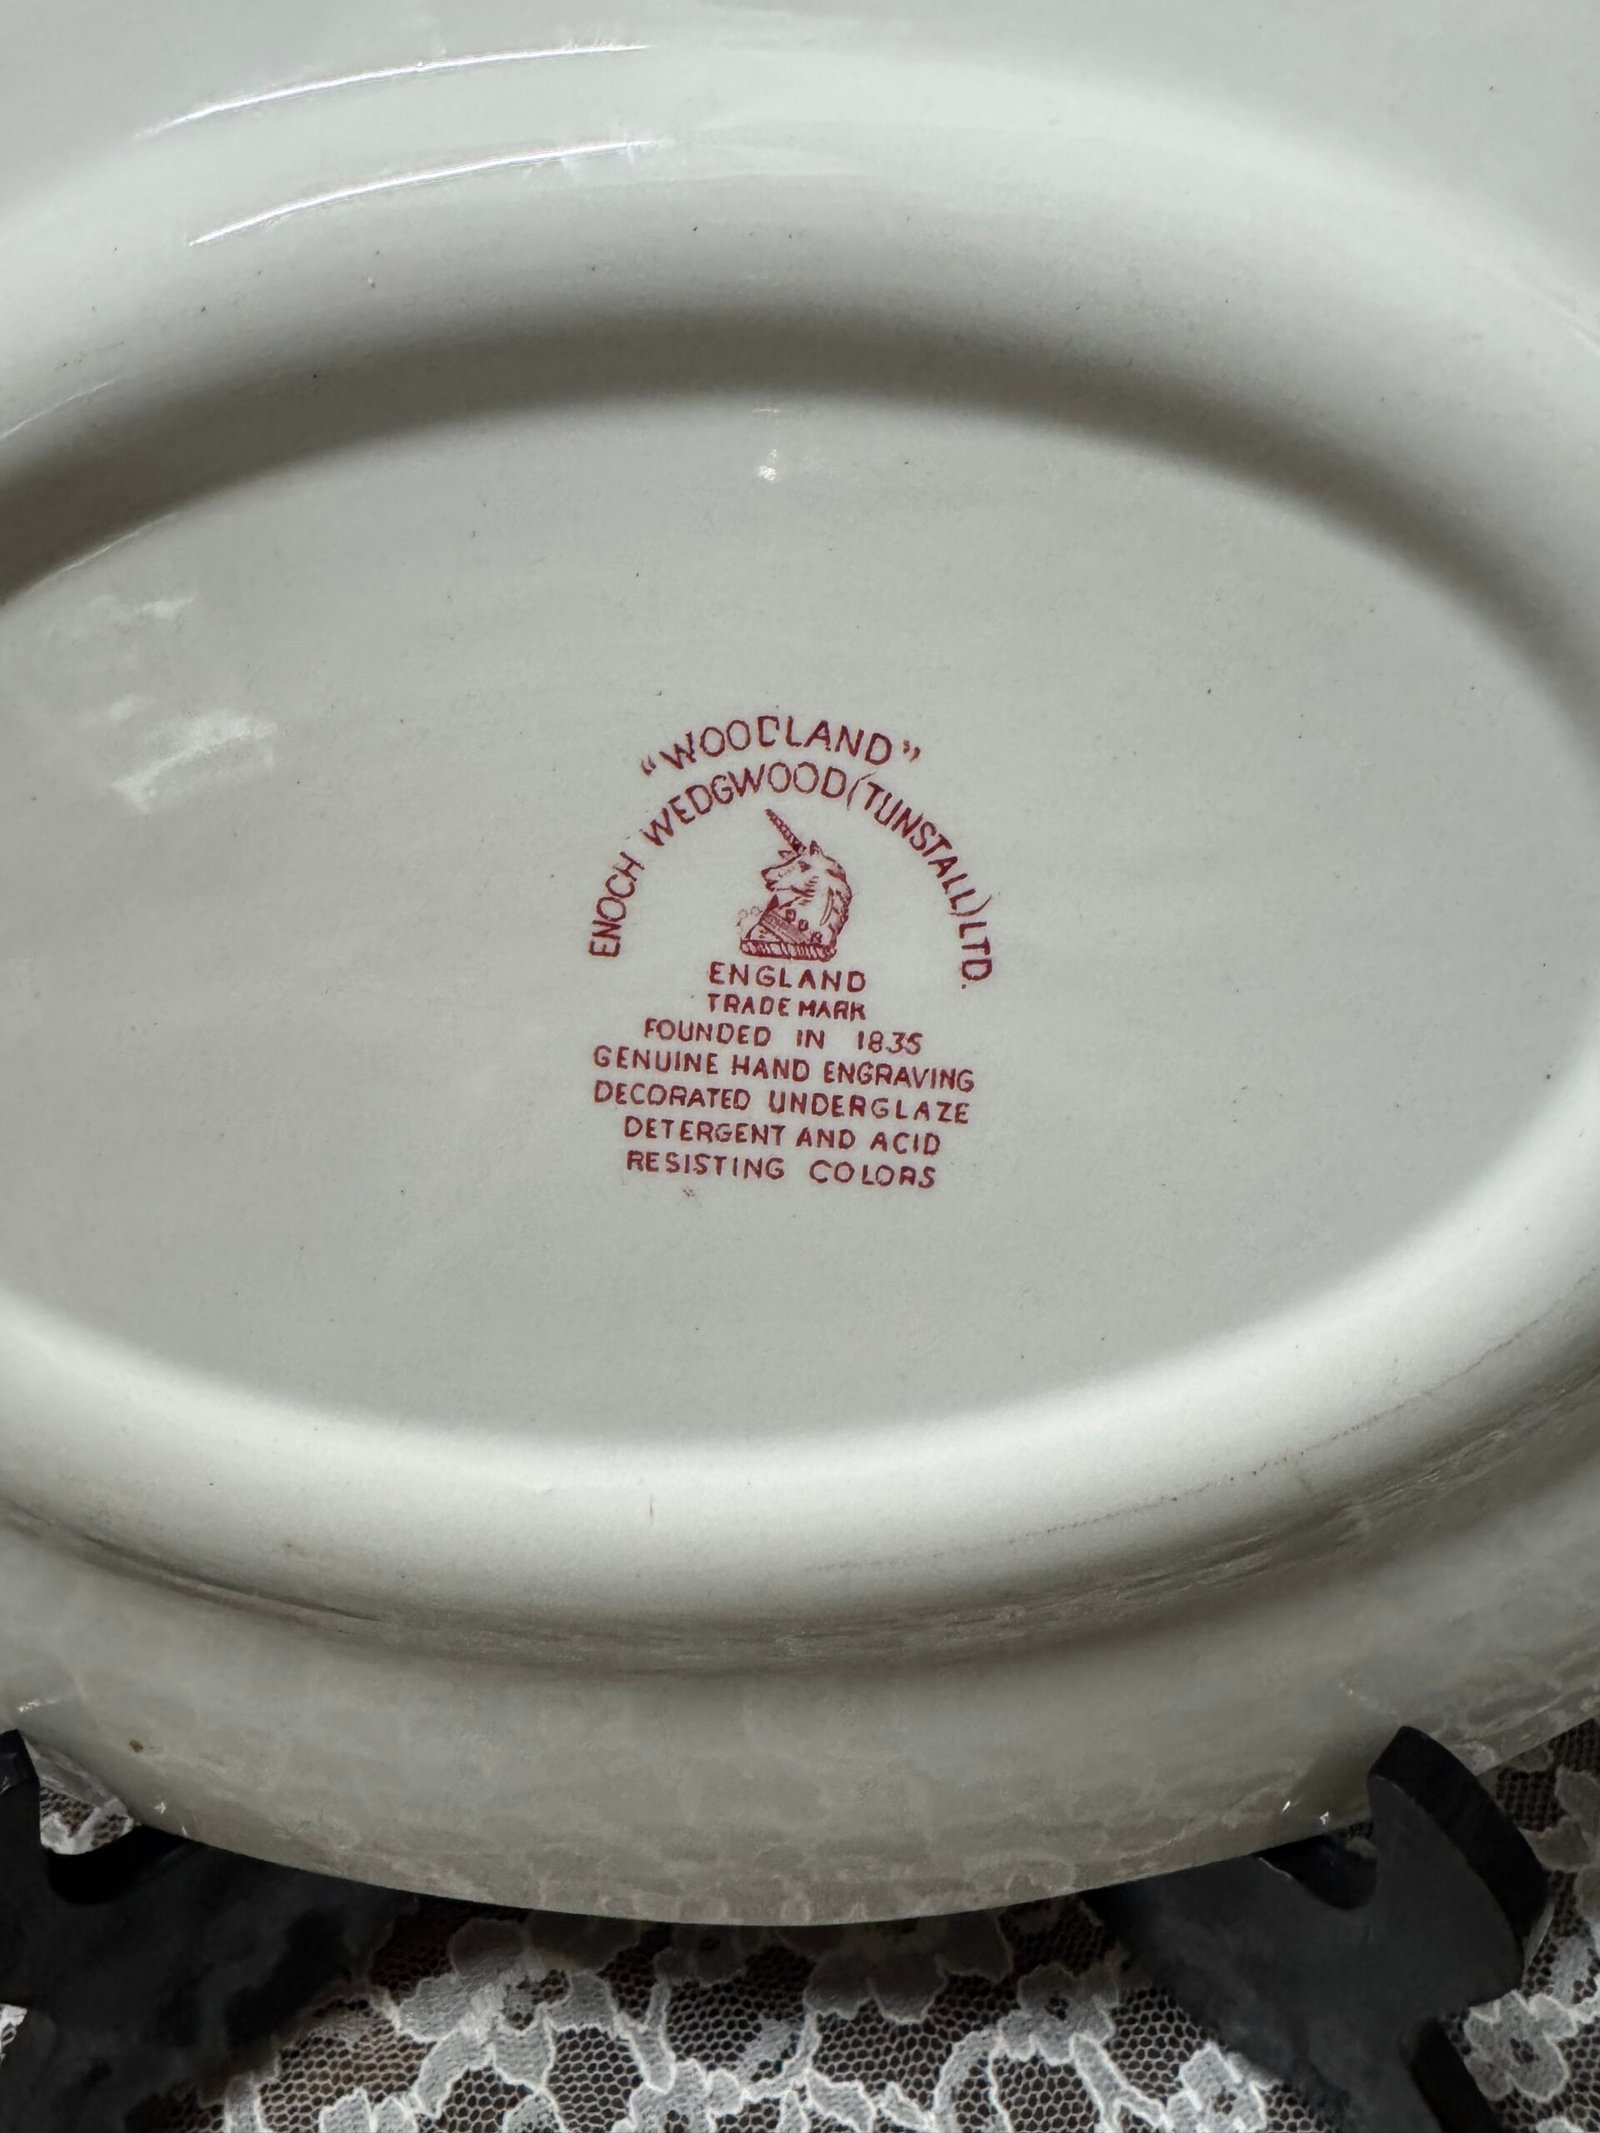 "WOODLAND"
ENOCH WEDGWOOD (TUNSTALL) LTD.
ENGLAND
TRADE MARK
FOUNDED IN 1835
GENUINE HAND ENGRAVING
DECORATED UNDERGLAZE
DETERGENT AND ACID
RESISTING COLORS